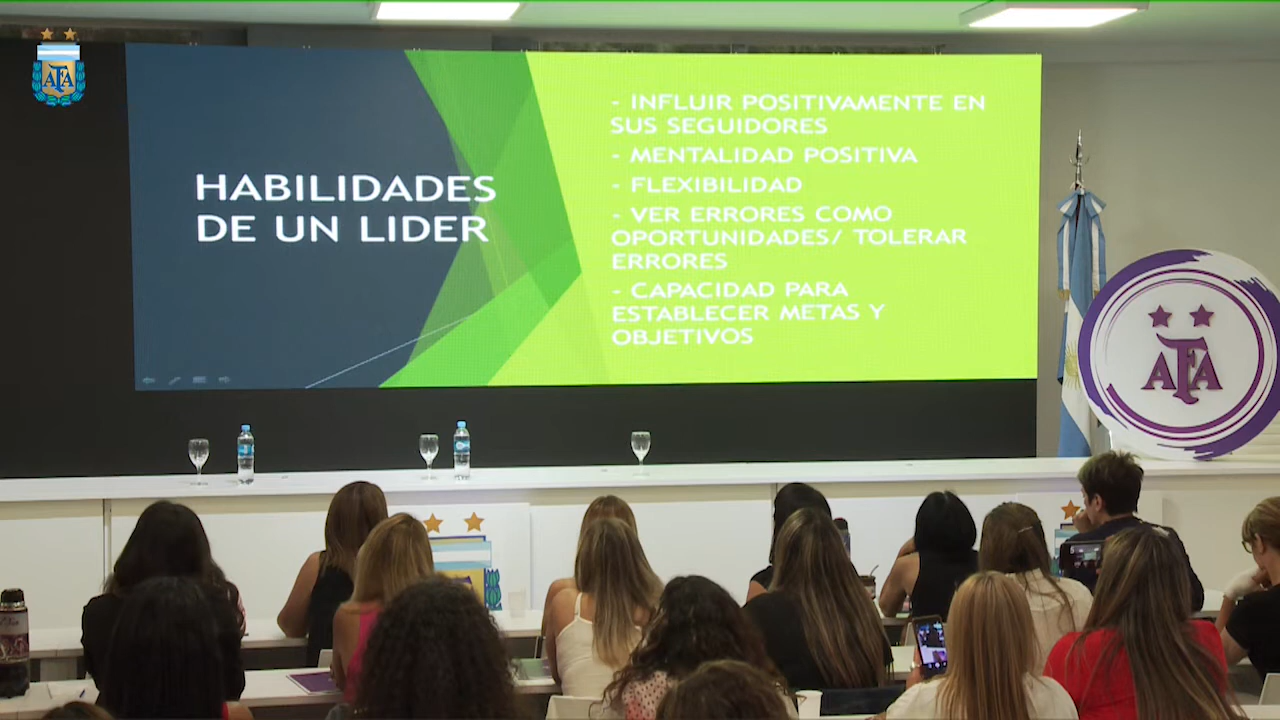 AFA
HABILIDADES
DE UN LIDER
- INFLUIR POSITIVAMENTE EN
SUS SEGUIDORES
- MENTALIDAD POSITIVA
- FLEXIBILIDAD
- VER ERRORES COMO
OPORTUNIDADES/ TOLERAR
ERRORES
- CAPACIDAD PARA
ESTABLECER METAS Y
OBJETIVOS
AFA